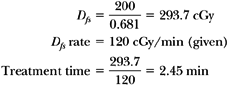 D_fs = 200/0.681 = 293.7 cGy
D_fs rate = 120 cGy/min (given)
Treatment time = 293.7/120 = 2.45 min